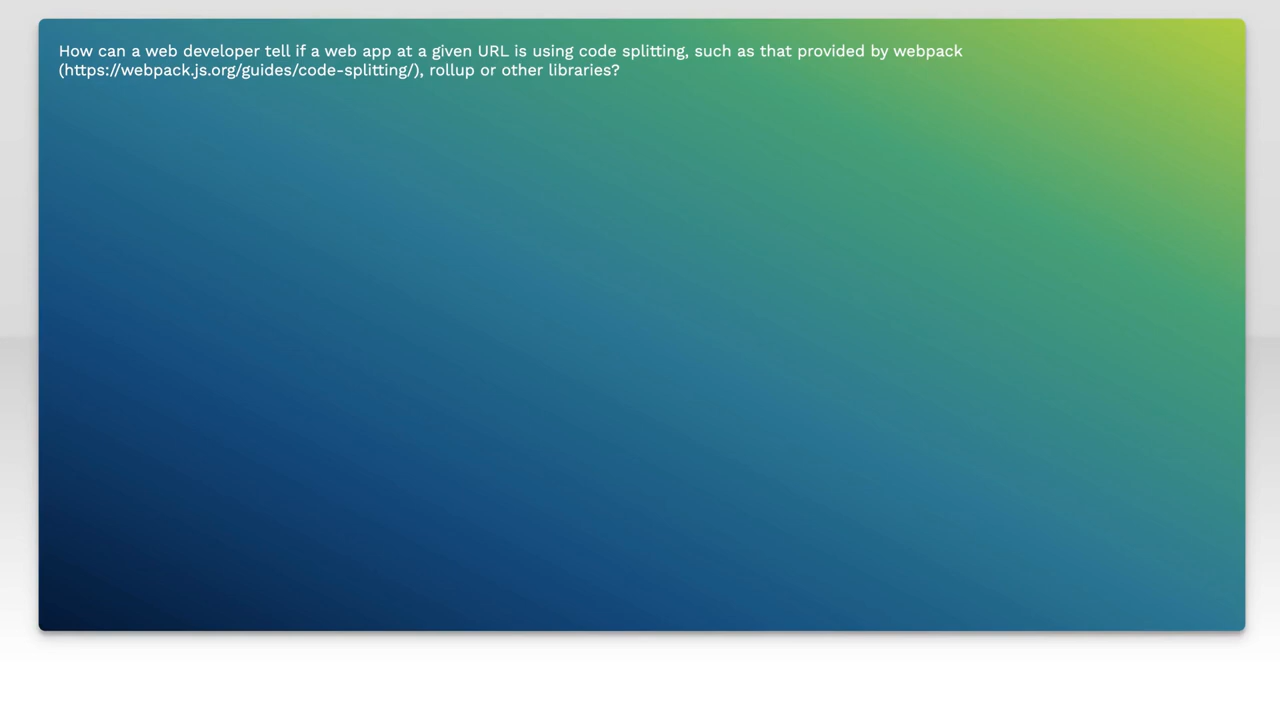 How can a web developer tell if a web app at a given URL is using code splitting, such as that provided by webpack
(https://webpack.js.org/guides/code-splitting/), rollup or other libraries?